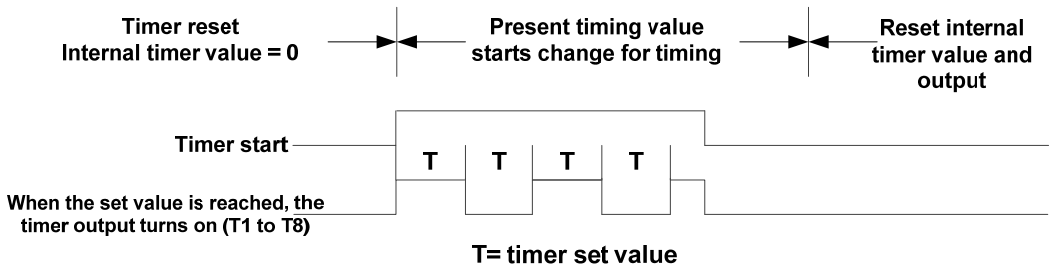 Timer reset
Internal timer value = 0
Present timing value
starts change for timing
Reset internal
timer value and
output
Timer start
T T T T
When the set value is reached, the
timer output turns on (T1 to T8)
T= timer set value